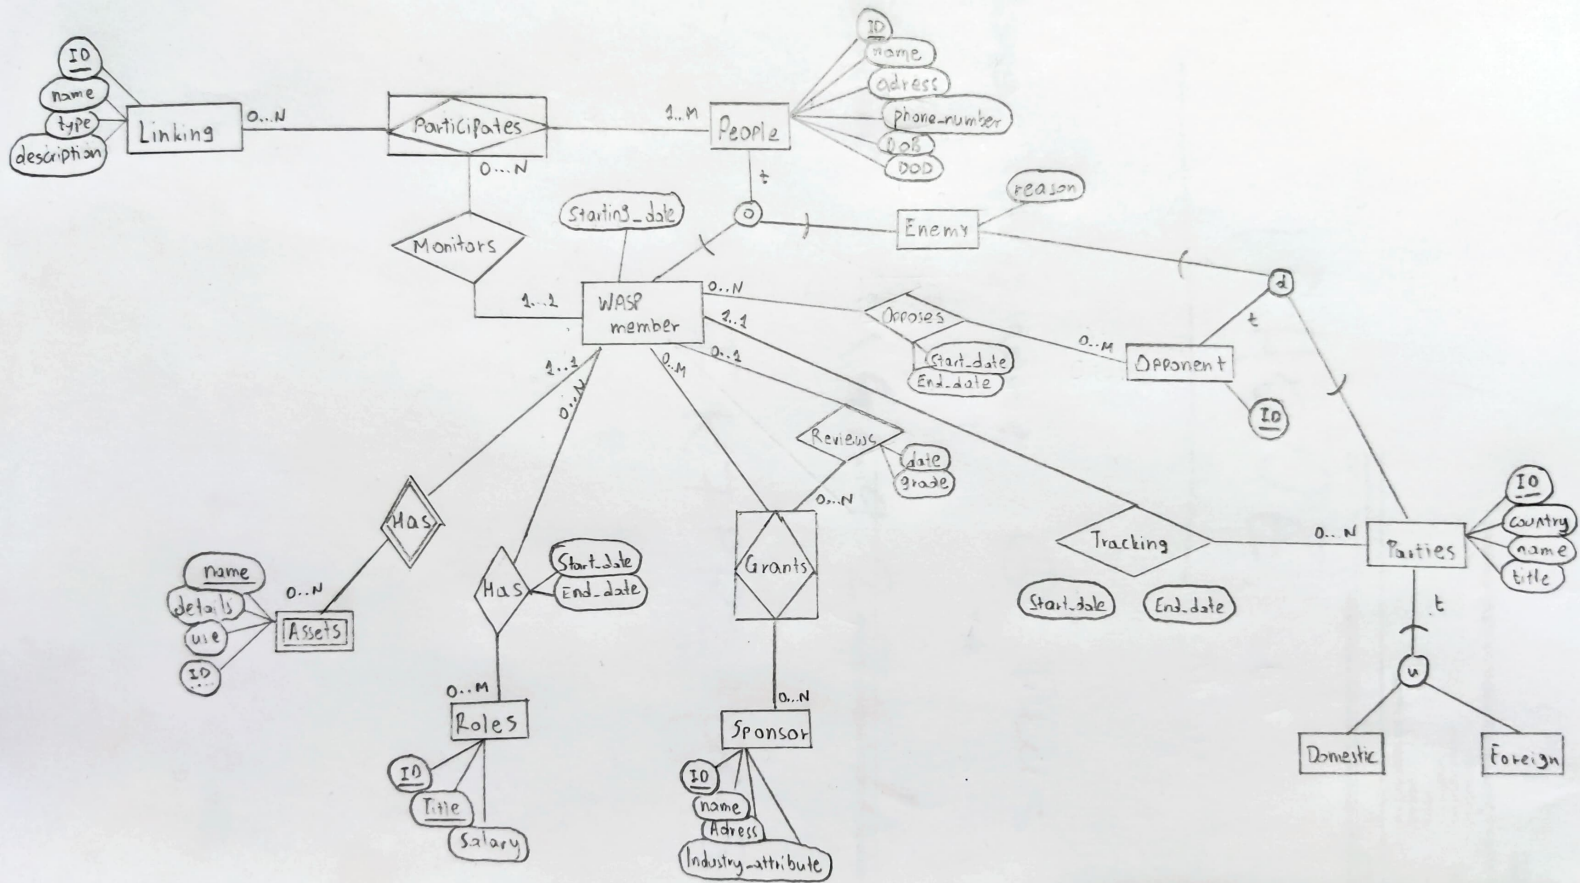 ID
name
type
description
Linking
0...N
Participates
0...N
1..M
People
ID
name
adress
phone_number
DOB
DOD
t
o
Starting_date
Enemy
reason
Monitors
1...1
WASP
member
0..N
1..1
Opposes
Start_date
End_date
0..M
Opponent
ID
d
t
1..1
0...N
0..M
0..1
Reviews
date
grade
0...N
Has
0..N
name
details
use
ID
Assets
Has
Start_date
End_date
0..M
Roles
ID
Title
Salary
Grants
0...N
Sponsor
ID
name
Adress
Industry_attribute
Tracking
Start_date
End_date
0...N
Parties
ID
country
name
title
t
u
Domestic
Foreign